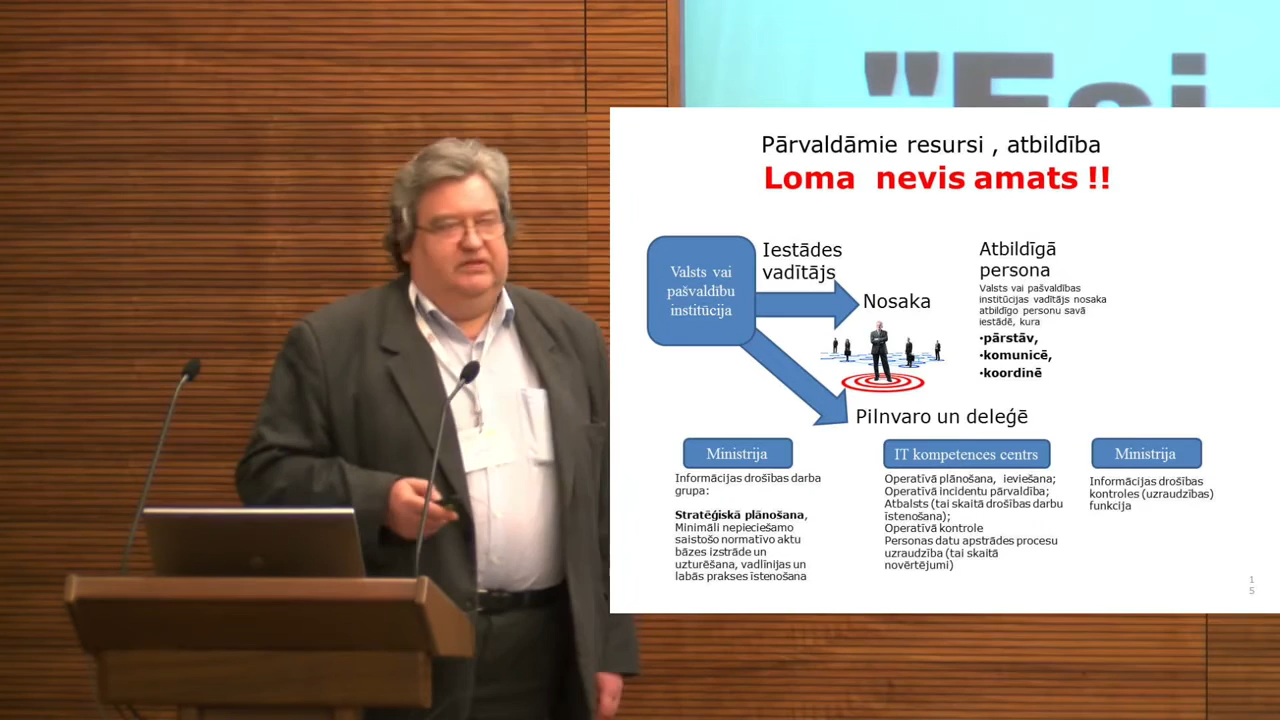 "Esi
Pārvaldāmie resursi , atbildība
Loma nevis amats !!
Valsts vai
pašvaldību
institūcija
Iestādes
vadītājs
Nosaka
Atbildīgā
persona
Valsts vai pašvaldības
institūcijas vadītājs nosaka
atbildīgo personu savā
iestādē, kura
•pārstāv,
•komunicē,
•koordinē
Pilnvaro un deleģē
Ministrija
Informācijas drošības darba
grupa:
Stratēģiskā plānošana,
Minimāli nepieciešamo
saistošo normatīvo aktu
bāzes izstrāde un
uzturēšana, vadlīnijas un
labās prakses īstenošana
IT kompetences centrs
Operatīvā plānošana, ieviešana;
Operatīvā incidentu pārvaldība;
Atbalsts (tai skaitā drošības darbu
īstenošana);
Operatīvā kontrole
Personas datu apstrādes procesu
uzraudzība (tai skaitā
novērtējumi)
Ministrija
Informācijas drošības
kontroles (uzraudzības)
funkcija
1
5